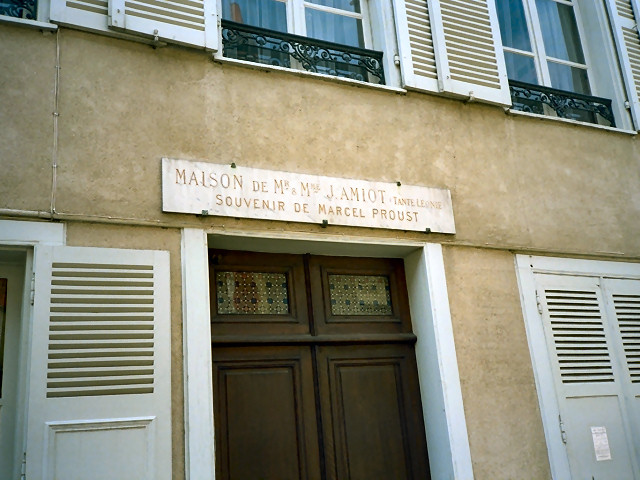 MAISON DE MR & MME J. AMIOT - TANTE LÉONIE
SOUVENIR DE MARCEL PROUST